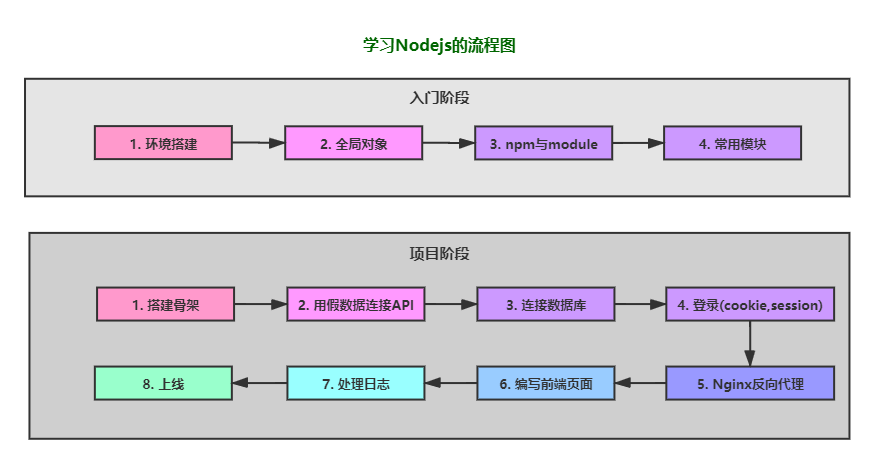 学习Nodejs的流程图
入门阶段
1. 环境搭建
2. 全局对象
3. npm与module
4. 常用模块
项目阶段
1. 搭建骨架
2. 用假数据连接API
3. 连接数据库
4. 登录(cookie,session)
5. Nginx反向代理
6. 编写前端页面
7. 处理日志
8. 上线